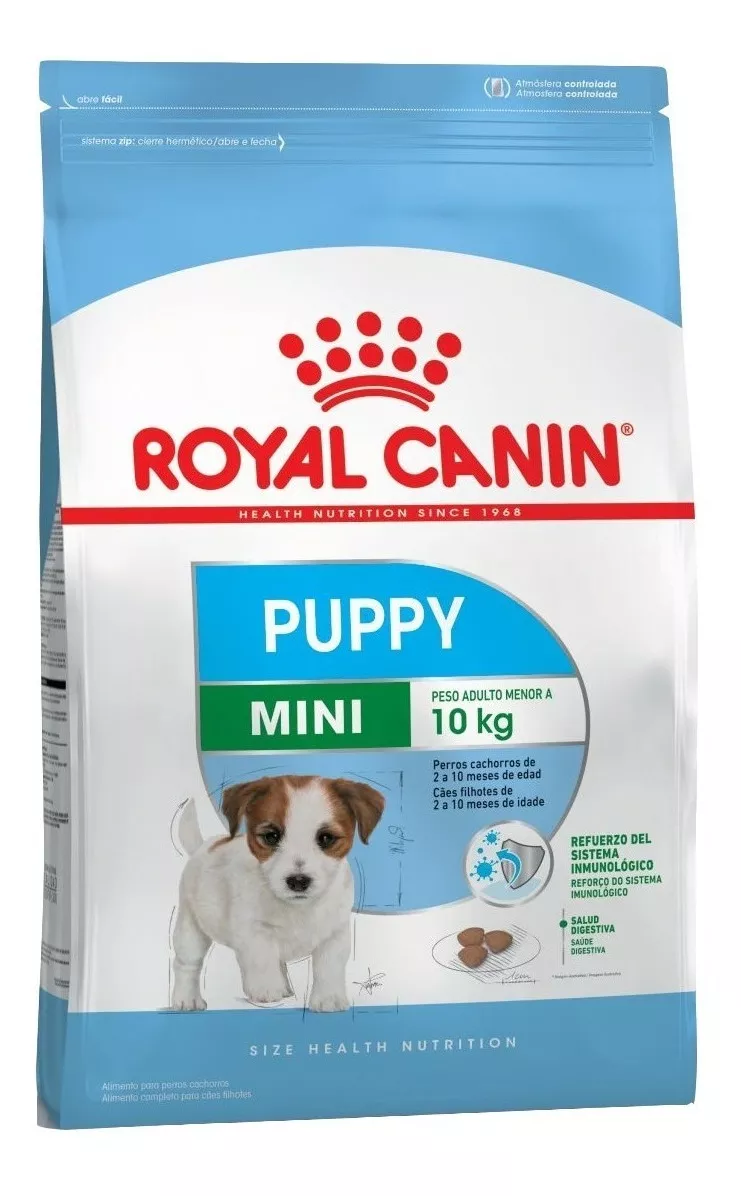 abre fácil
Atmósfera controlada
Atmosfera controlada
sistema zip: cierre hermético/abre e fecha
ROYAL CANIN®
HEALTH NUTRITION SINCE 1968
PUPPY
MINI
PESO ADULTO MENOR A
10 kg
Perros cachorros de
2 a 10 meses de edad
Cães filhotes de
2 a 10 meses de idade
REFUERZO DEL
SISTEMA
INMUNOLÓGICO
REFORÇO DO SISTEMA
IMUNOLÓGICO
SALUD
DIGESTIVA
SAÚDE
DIGESTIVA
1cm
SIZE HEALTH NUTRITION
Alimento para perros cachorros
Alimento completo para cães filhotes